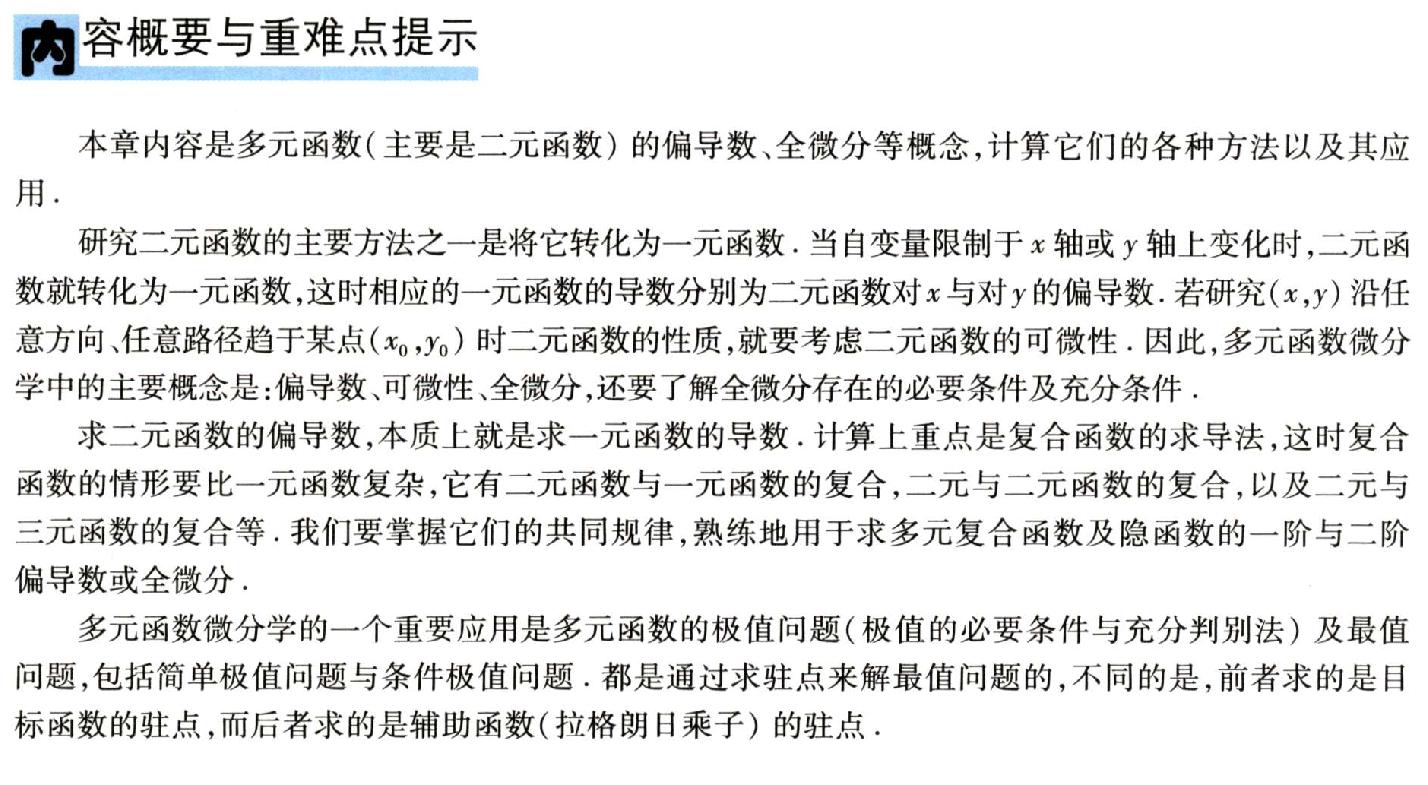 内容概要与重难点提示
本章内容是多元函数(主要是二元函数)的偏导数、全微分等概念,计算它们的各种方法以及其应
用.
研究二元函数的主要方法之一是将它转化为一元函数.当自变量限制于x轴或y轴上变化时,二元函
数就转化为一元函数,这时相应的一元函数的导数分别为二元函数对x与对y的偏导数.若研究(x,y)沿任
意方向、任意路径趋于某点(x₀,y₀)时二元函数的性质,就要考虑二元函数的可微性.因此,多元函数微分
学中的主要概念是:偏导数、可微性、全微分,还要了解全微分存在的必要条件及充分条件.
求二元函数的偏导数,本质上就是求一元函数的导数.计算上重点是复合函数的求导法,这时复合
函数的情形要比一元函数复杂,它有二元函数与一元函数的复合,二元与二元函数的复合,以及二元与
三元函数的复合等.我们要掌握它们的共同规律,熟练地用于求多元复合函数及隐函数的一阶与二阶
偏导数或全微分.
多元函数微分学的一个重要应用是多元函数的极值问题(极值的必要条件与充分判别法)及最值
问题,包括简单极值问题与条件极值问题.都是通过求驻点来解最值问题的,不同的是,前者求的是目
标函数的驻点,而后者求的是辅助函数(拉格朗日乘子)的驻点.